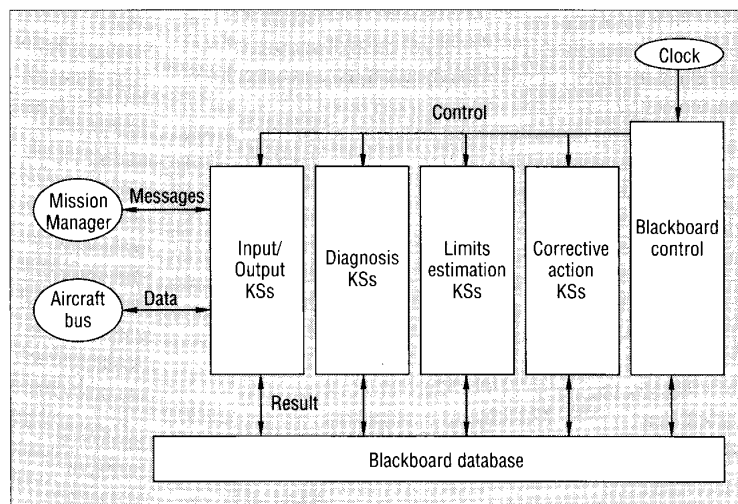 Clock
Control
Mission
Manager
Messages
Aircraft
bus
Data
Input/
Output
KSs
Diagnosis
KSs
Limits
estimation
KSs
Corrective
action
KSs
Blackboard
control
Result
Blackboard database